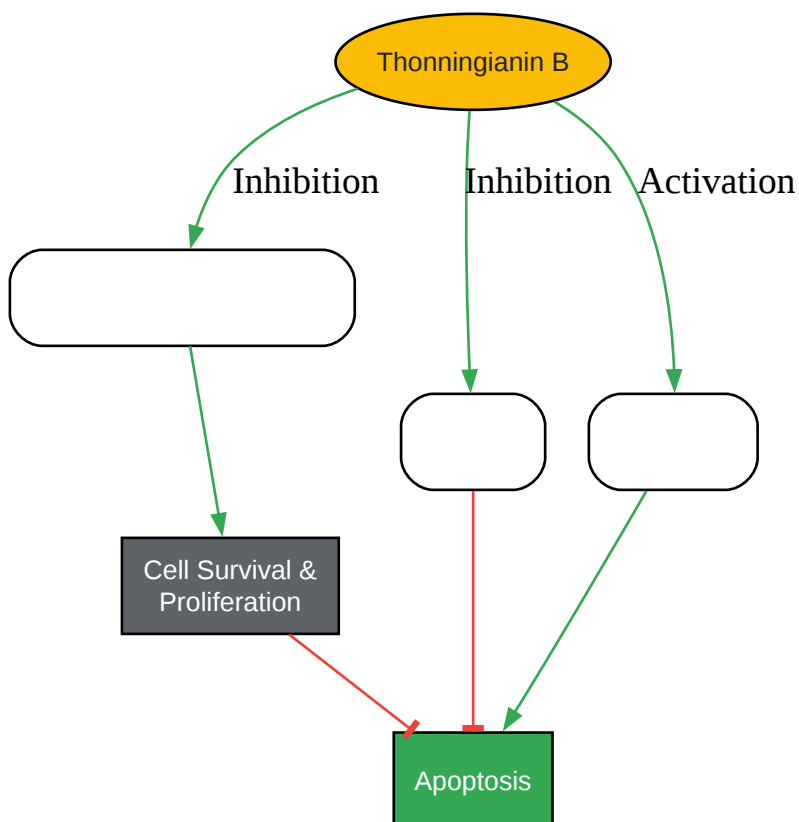 Thonningianin B
Inhibition
Inhibition
Activation
Cell Survival &
Proliferation
Apoptosis